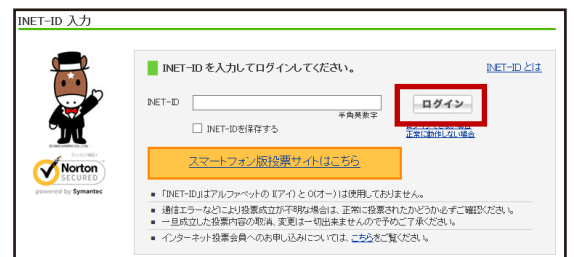 INET-ID 入力
INET-ID を入力してログインしてください。
INET-ID とは
INET-ID
半角英数字
ログイン
INET-IDを保存する
正常に動作しない場合
スマートフォン版投票サイトはこちら
Norton
SECURED
powered by Symantec
■ 「INET-ID」はアルファベットの I(アイ) と O(オー) は使用しておりません。
■ 通信エラーなどにより投票成立が不明な場合は、正常に投票されたかどうか必ずご確認ください。
■ 一旦成立した投票内容の取消、変更は一切出来ませんので予めご了承ください。
■ インターネット投票会員へのお申し込みについては、こちらをご覧ください。